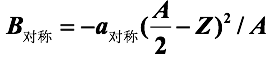 B对称 = −a对称(A/2 − Z)² / A